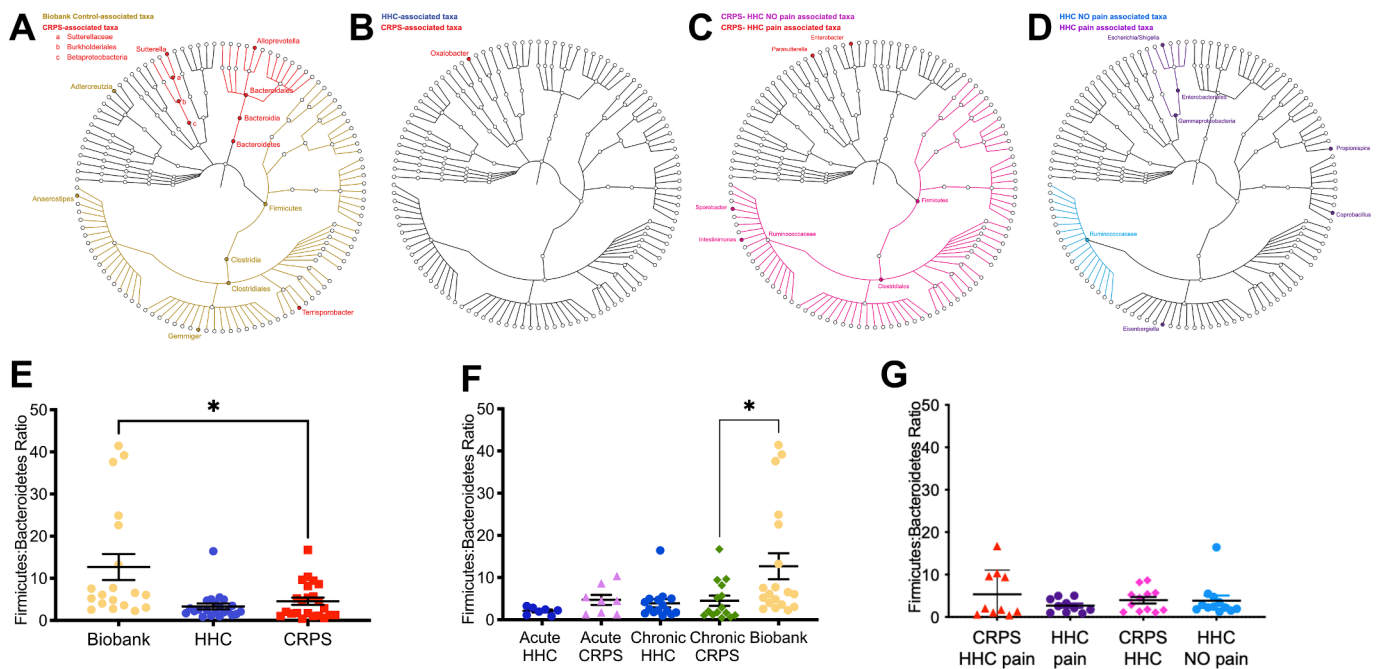 A
Biobank Control-associated taxa
CRPS-associated taxa
a Sutterellaceae
b Burkholderiales
c Betaproteobacteria
Sutterella
Alloprevotella
Adlercreutzia
a
b
c
Bacteroidales
Bacteroidia
Bacteroidetes
Anaerostipes
Firmicutes
Clostridia
Clostridiales
Terrisporobacter
Gemmiger
B
HHC-associated taxa
CRPS-associated taxa
Oxalobacter
C
CRPS- HHC NO pain associated taxa
CRPS- HHC pain associated taxa
Enterobacter
Parasutterella
Firmicutes
Sporobacter
Ruminococcaceae
Intestinimonas
Clostridiales
D
HHC NO pain associated taxa
HHC pain associated taxa
Escherichia/Shigella
Enterobacteriales
Gammaproteobacteria
Propionispira
Coprobacillus
Ruminococcaceae
Eisenbergiella
E
Firmicutes:Bacteroidetes Ratio
50
40
30
20
10
0
*
Biobank
HHC
CRPS
F
Firmicutes:Bacteroidetes Ratio
50
40
30
20
10
0
*
Acute
HHC
Acute
CRPS
Chronic
HHC
Chronic
CRPS
Biobank
G
Firmicutes:Bacteroidetes Ratio
50
40
30
20
10
0
CRPS
HHC pain
HHC
pain
CRPS
HHC
HHC
NO pain